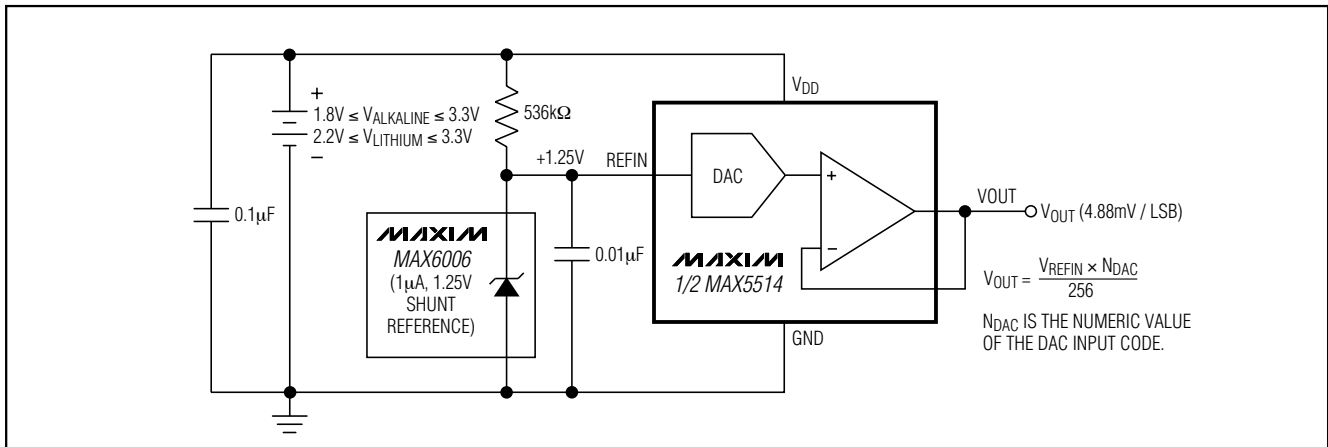 VDD
+
1.8V ≤ VALKALINE ≤ 3.3V
2.2V ≤ VLITHIUM ≤ 3.3V
−
536kΩ
+1.25V
REFIN
DAC
+
−
VOUT
VOUT (4.88mV / LSB)
0.1μF
MAXIM
MAX6006
(1μA, 1.25V
SHUNT
REFERENCE)
0.01μF
MAXIM
1/2 MAX5514
VOUT = VREFIN × NDAC
256
NDAC IS THE NUMERIC VALUE
OF THE DAC INPUT CODE.
GND